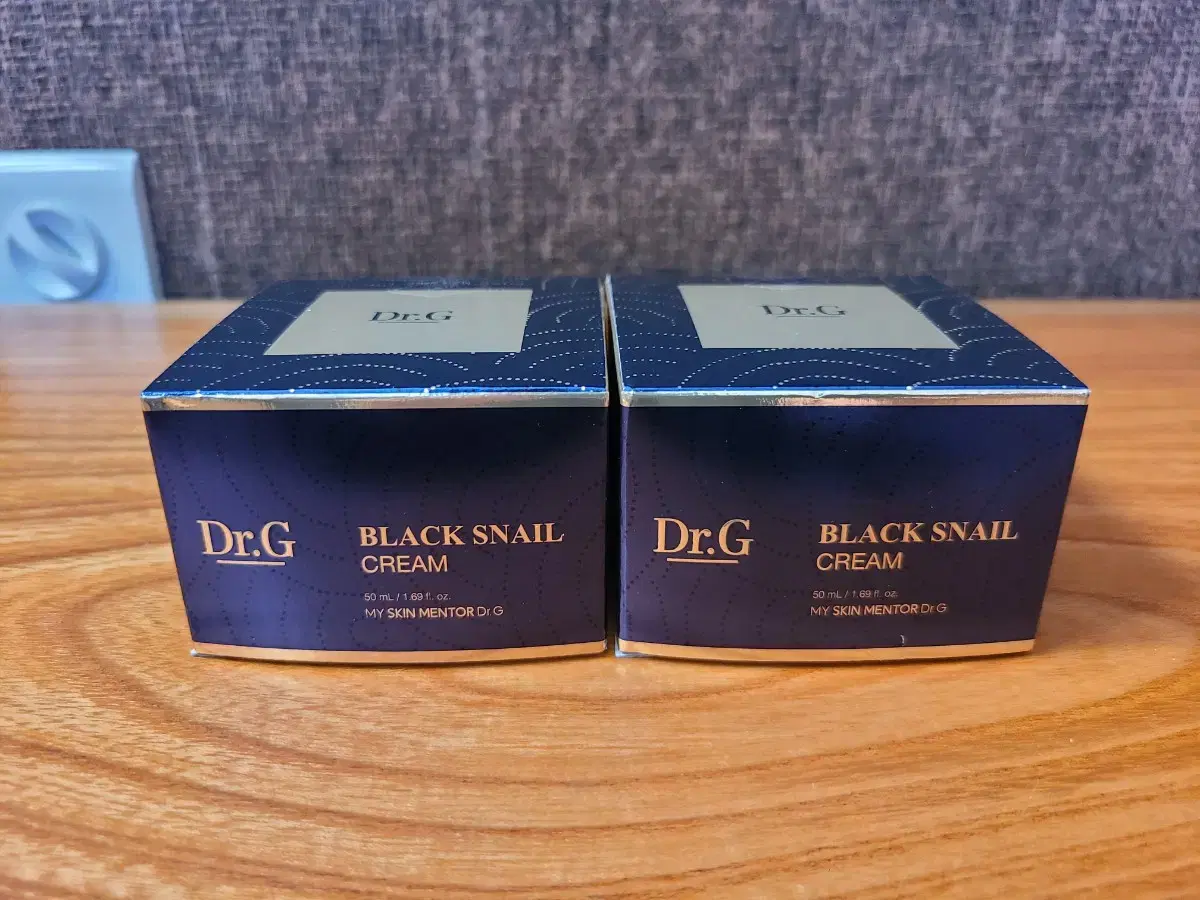 Dr.G
Dr.G
Dr.G
BLACK SNAIL
CREAM
50 mL / 1.69 fl. oz.
MY SKIN MENTOR Dr.G
Dr.G
BLACK SNAIL
CREAM
50 mL / 1.69 fl. oz.
MY SKIN MENTOR Dr.G